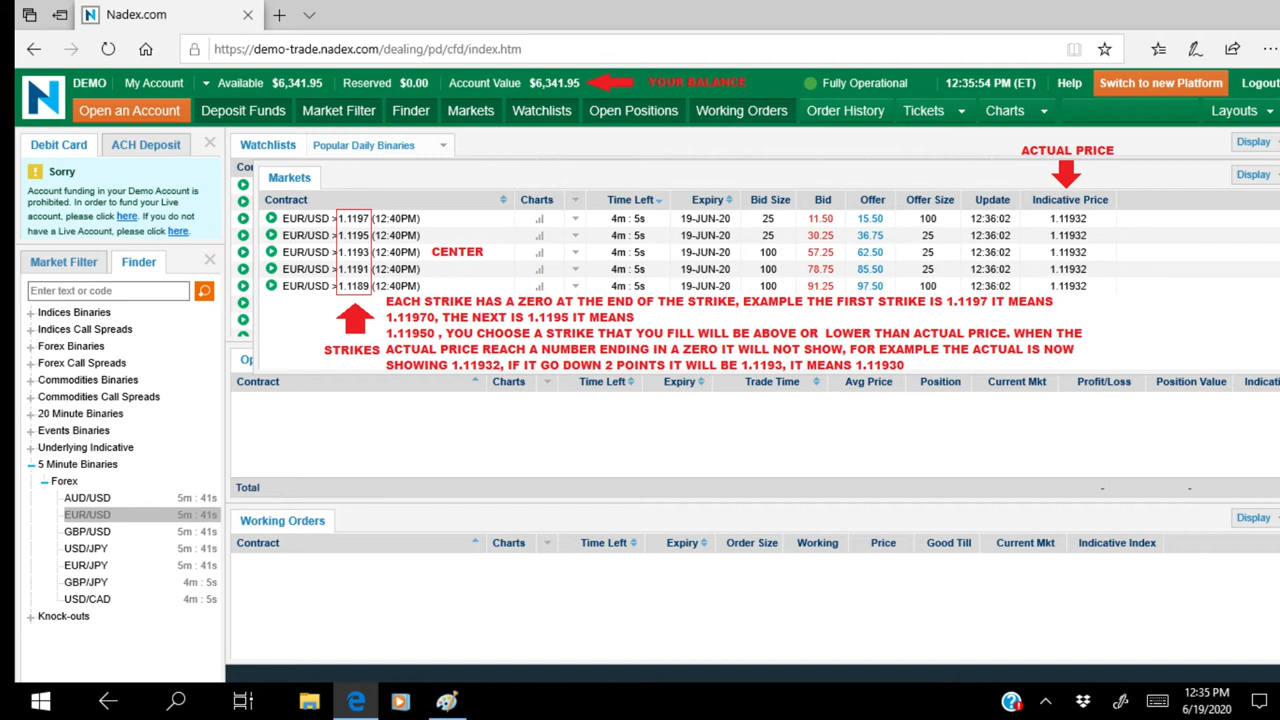 Nadex.com
https://demo-trade.nadex.com/dealing/pd/cfd/index.htm
N DEMO My Account Available $6,341.95 Reserved $0.00 Account Value $6,341.95 YOUR BALANCE Fully Operational 12:35:54 PM (ET) Help Switch to new Platform Logout
Open an Account Deposit Funds Market Filter Finder Markets Watchlists Open Positions Working Orders Order History Tickets Charts Layouts
Debit Card ACH Deposit
Sorry
Account funding in your Demo Account is
prohibited. In order to fund your Live
account, please click here. If you do not
have a Live Account, please click here.
Market Filter Finder
Enter text or code
Indices Binaries
Indices Call Spreads
Forex Binaries
Forex Call Spreads
Commodities Binaries
Commodities Call Spreads
20 Minute Binaries
Events Binaries
Underlying Indicative
5 Minute Binaries
Forex
AUD/USD 5m : 41s
EUR/USD 5m : 41s
GBP/USD 5m : 41s
USD/JPY 5m : 41s
EUR/JPY 5m : 41s
GBP/JPY 4m : 5s
USD/CAD 4m : 5s
Knock-outs
Watchlists Popular Daily Binaries Display
ACTUAL PRICE
Markets Display
Contract Charts Time Left Expiry Bid Size Bid Offer Offer Size Update Indicative Price
EUR/USD >1.1197 (12:40PM) 4m : 5s 19-JUN-20 25 11.50 15.50 100 12:36:02 1.11932
EUR/USD >1.1195 (12:40PM) 4m : 5s 19-JUN-20 25 30.25 36.75 25 12:36:02 1.11932
EUR/USD >1.1193 (12:40PM) CENTER 4m : 5s 19-JUN-20 100 57.25 62.50 100 12:36:02 1.11932
EUR/USD >1.1191 (12:40PM) 4m : 5s 19-JUN-20 100 78.75 85.50 25 12:36:02 1.11932
EUR/USD >1.1189 (12:40PM) 4m : 5s 19-JUN-20 100 91.25 97.50 25 12:36:02 1.11932
STRIKES
EACH STRIKE HAS A ZERO AT THE END OF THE STRIKE, EXAMPLE THE FIRST STRIKE IS 1.1197 IT MEANS
1.11970, THE NEXT IS 1.1195 IT MEANS
1.11950 , YOU CHOOSE A STRIKE THAT YOU FILL WILL BE ABOVE OR LOWER THAN ACTUAL PRICE. WHEN THE
ACTUAL PRICE REACH A NUMBER ENDING IN A ZERO IT WILL NOT SHOW, FOR EXAMPLE THE ACTUAL IS NOW
SHOWING 1.11932, IF IT GO DOWN 2 POINTS IT WILL BE 1.1193, IT MEANS 1.11930
Contract Charts Time Left Expiry Trade Time Avg Price Position Current Mkt Profit/Loss Position Value
Total - -
Working Orders Display
Contract Charts Time Left Expiry Order Size Working Price Good Till Current Mkt Indicative Index
12:35 PM
6/19/2020